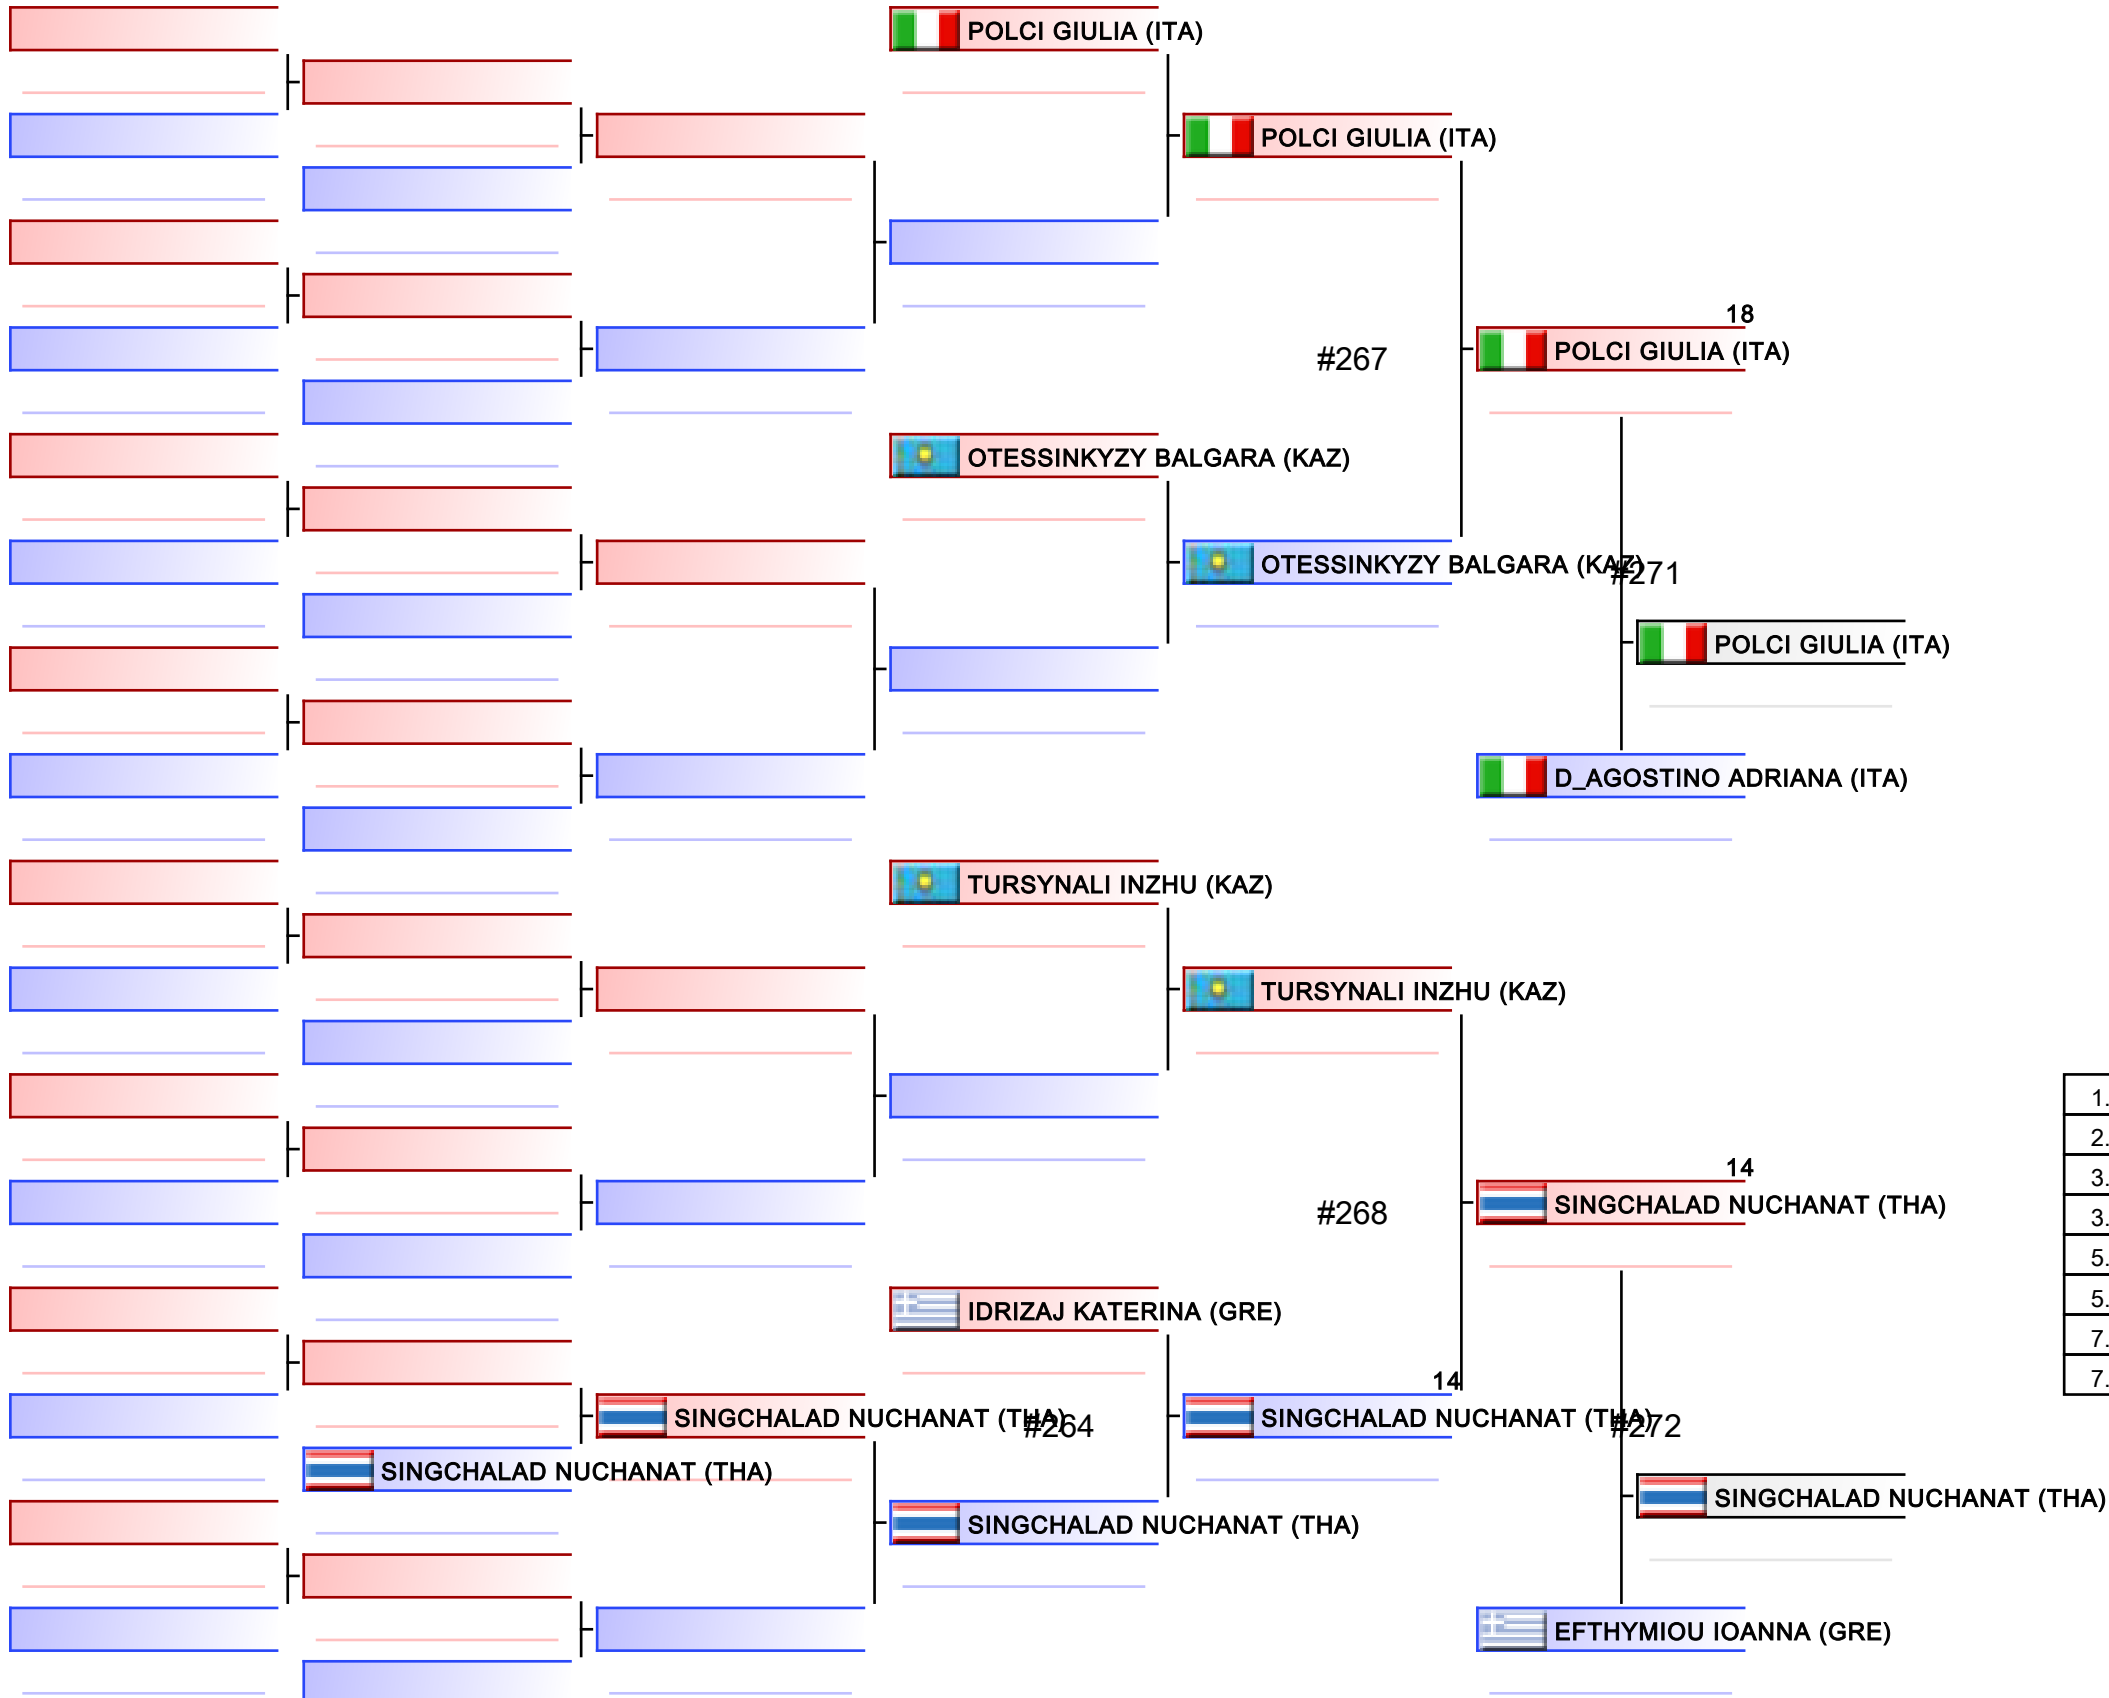 POLCI GIULIA (ITA)
POLCI GIULIA (ITA)
18
#267
POLCI GIULIA (ITA)
OTESSINKYZY BALGARA (KAZ)
OTESSINKYZY BALGARA (KAZ)
#271
POLCI GIULIA (ITA)
D_AGOSTINO ADRIANA (ITA)
TURSYNALI INZHU (KAZ)
TURSYNALI INZHU (KAZ)
1.
2.
14
3.
#268
SINGCHALAD NUCHANAT (THA)
3.
5.
5.
IDRIZAJ KATERINA (GRE)
7.
14
7.
SINGCHALAD NUCHANAT (THA)
#264
SINGCHALAD NUCHANAT (THA)
#272
SINGCHALAD NUCHANAT (THA)
SINGCHALAD NUCHANAT (THA)
SINGCHALAD NUCHANAT (THA)
EFTHYMIOU IOANNA (GRE)